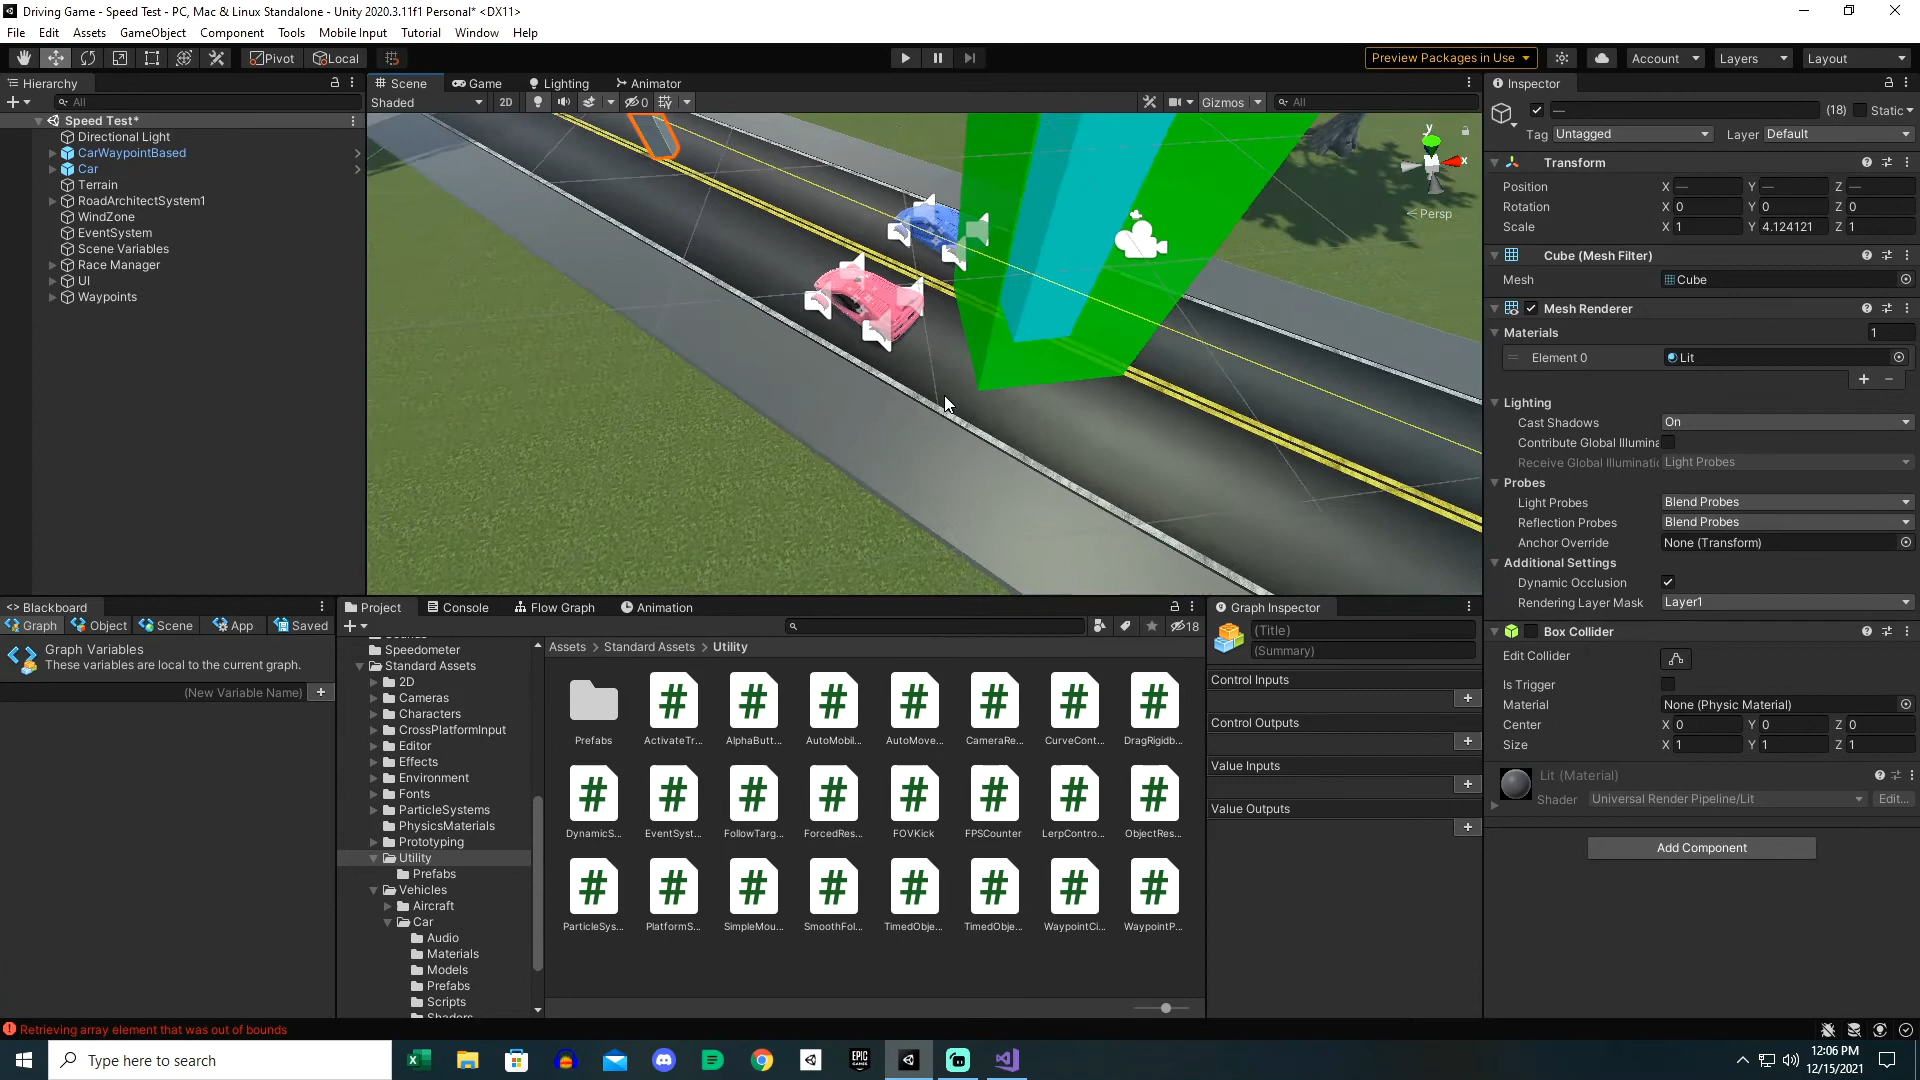 Driving Game - Speed Test - PC, Mac & Linux Standalone - Unity 2020.3.11f1 Personal* <DX11>
File Edit Assets GameObject Component Tools Mobile Input Tutorial Window Help
Pivot Local Preview Packages in Use Account Layers Layout
Hierarchy
All
Speed Test*
Directional Light
CarWaypointBased
Car
Terrain
RoadArchitectSystem1
WindZone
EventSystem
Scene Variables
Race Manager
UI
Waypoints
Scene Game Lighting Animator
Shaded 2D 0 Gizmos All
y
x
Persp
Inspector
— (18) Static
Tag Untagged Layer Default
Transform
Position X — Y — Z —
Rotation X 0 Y 0 Z 0
Scale X 1 Y 4.124121 Z 1
Cube (Mesh Filter)
Mesh Cube
Mesh Renderer
Materials 1
Element 0 Lit
Lighting
Cast Shadows On
Contribute Global Illumina
Receive Global Illuminati Light Probes
Probes
Light Probes Blend Probes
Reflection Probes Blend Probes
Anchor Override None (Transform)
Additional Settings
Dynamic Occlusion
Rendering Layer Mask Layer1
Box Collider
Edit Collider
Is Trigger
Material None (Physic Material)
Center X 0 Y 0 Z 0
Size X 1 Y 1 Z 1
Lit (Material)
Shader Universal Render Pipeline/Lit Edit...
Add Component
Blackboard
Graph Object Scene App Saved
Graph Variables
These variables are local to the current graph.
(New Variable Name)
Project Console Flow Graph Animation
18
Speedometer
Standard Assets
2D
Cameras
Characters
CrossPlatformInput
Editor
Effects
Environment
Fonts
ParticleSystems
PhysicsMaterials
Prototyping
Utility
Prefabs
Vehicles
Aircraft
Car
Audio
Materials
Models
Prefabs
Scripts
Assets > Standard Assets > Utility
Prefabs ActivateTr... AlphaButt... AutoMobil... AutoMove... CameraRe... CurveCont... DragRigidb...
DynamicS... EventSyst... FollowTarg... ForcedRes... FOVKick FPSCounter LerpContro... ObjectRes...
ParticleSys... PlatformS... SimpleMou... SmoothFol... TimedObje... TimedObje... WaypointCi... WaypointP...
Graph Inspector
(Title)
(Summary)
Control Inputs
Control Outputs
Value Inputs
Value Outputs
Retrieving array element that was out of bounds
Type here to search
EPIC
GAMES
12:06 PM
12/15/2021